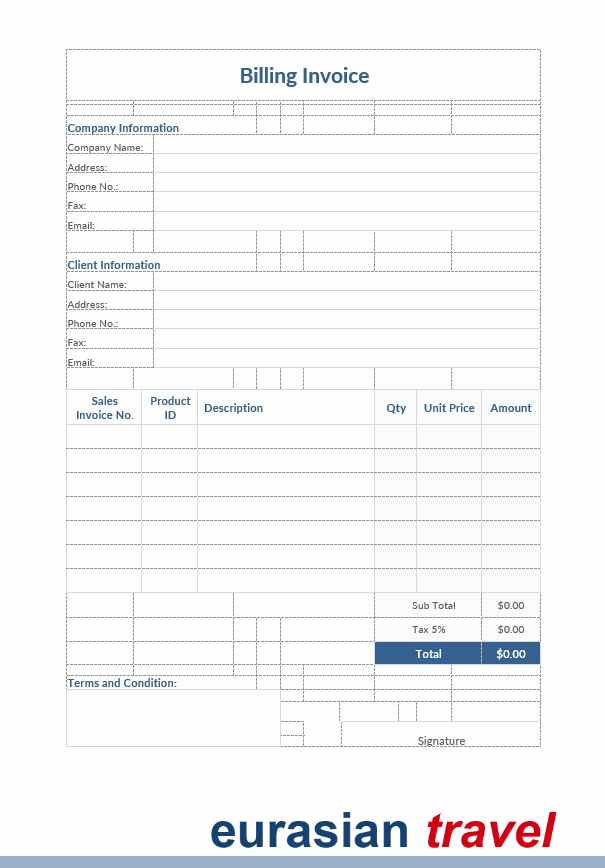 Billing Invoice
Company Information
Company Name:
Address:
Phone No.:
Fax:
Email:
Client Information
Client Name:
Address:
Phone No.:
Fax:
Email:
Sales Invoice No. Product ID Description Qty Unit Price Amount
Sub Total $0.00
Tax 5% $0.00
Total $0.00
Terms and Condition:
Signature
eurasian travel